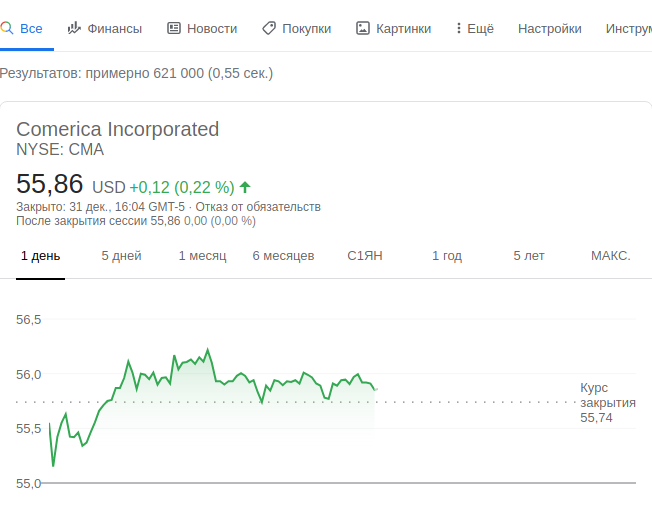 Все Финансы Новости Покупки Картинки Ещё Настройки
Результатов: примерно 621 000 (0,55 сек.)
Comerica Incorporated
NYSE: CMA
55,86 USD +0,12 (0,22 %)
Закрыто: 31 дек., 16:04 GMT-5 · Отказ от обязательств
После закрытия сессии 55,86 0,00 (0,00 %)
1 день 5 дней 1 месяц 6 месяцев С1ЯН 1 год 5 лет МАКС.
56,5
56,0
Курс
закрытия
55,74
55,5
55,0